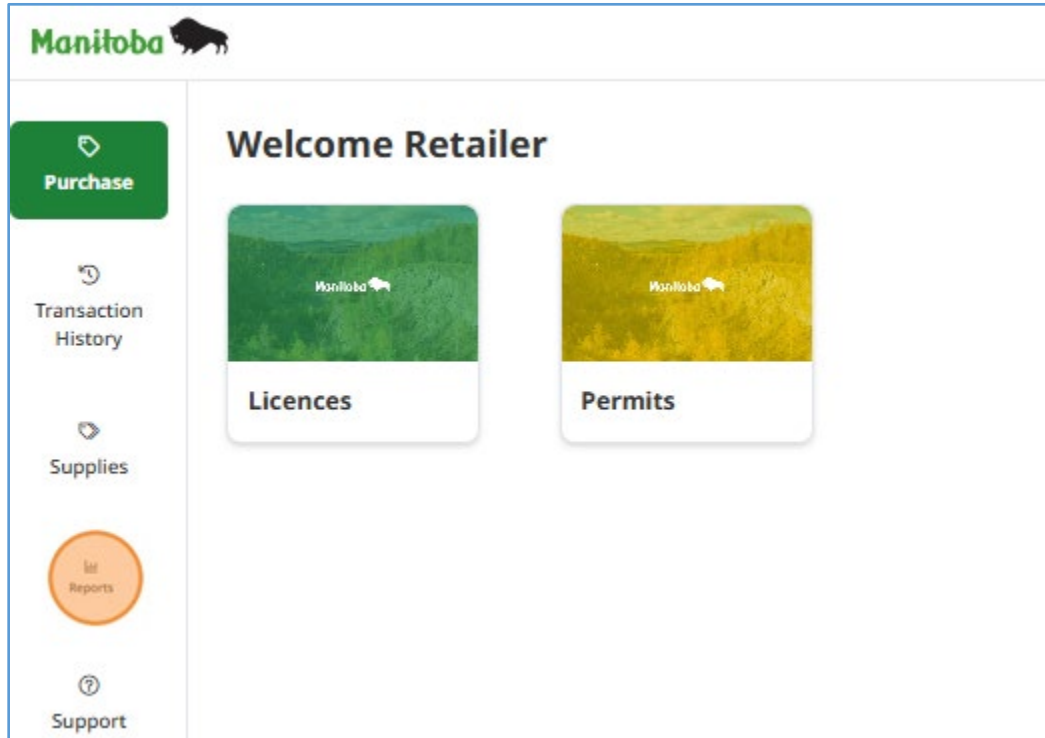 Manitoba
Purchase
Transaction
History
Supplies
Reports
Support
Welcome Retailer
Manitoba
Licences
Manitoba
Permits